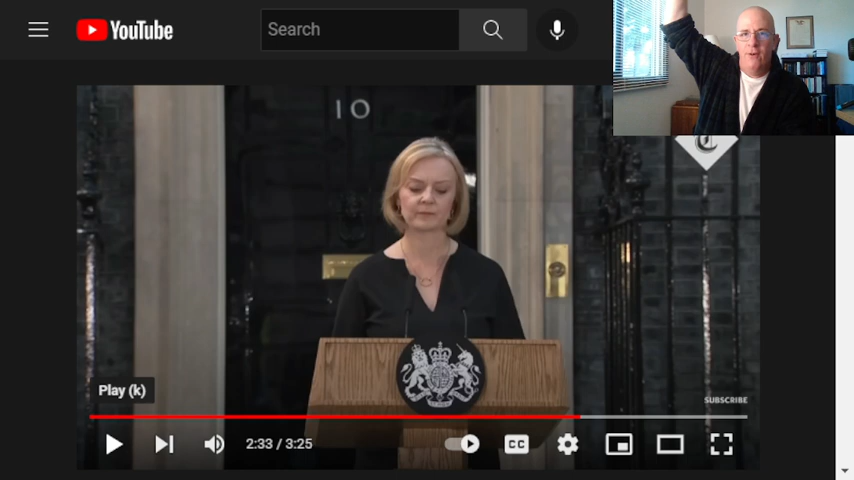 YouTube
Search
10
Play (k)
SUBSCRIBE
2:33 / 3:25
CC